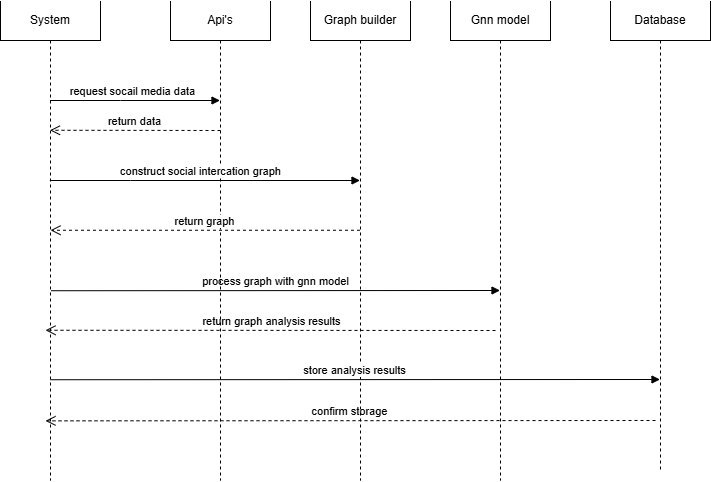 System
Api's
Graph builder
Gnn model
Database
request socail media data
return data
construct social intercation graph
return graph
process graph with gnn model
return graph analysis results
store analysis results
confirm storage